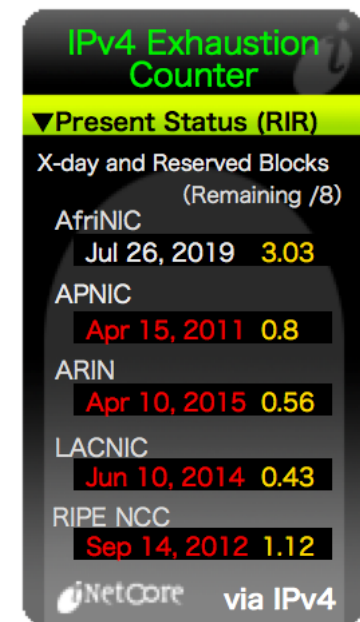 IPv4 Exhaustion
Counter
▼Present Status (RIR)
X-day and Reserved Blocks
(Remaining /8)
AfriNIC
Jul 26, 2019 3.03
APNIC
Apr 15, 2011 0.8
ARIN
Apr 10, 2015 0.56
LACNIC
Jun 10, 2014 0.43
RIPE NCC
Sep 14, 2012 1.12
iNetCore via IPv4